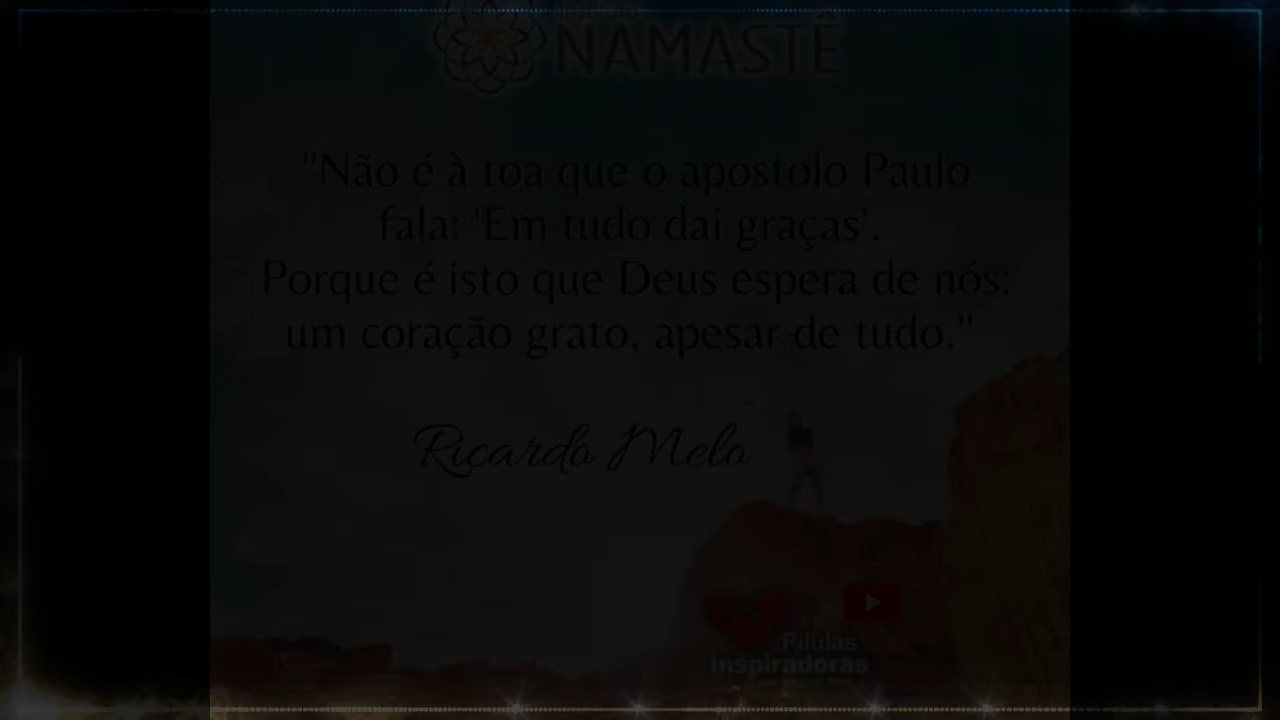 NAMASTÊ
"Não é à toa que o apostolo Paulo
fala: 'Em tudo dai graças'.
Porque é isto que Deus espera de nós:
um coração grato, apesar de tudo."
Ricardo Melo
Pilulas
Inspiradoras